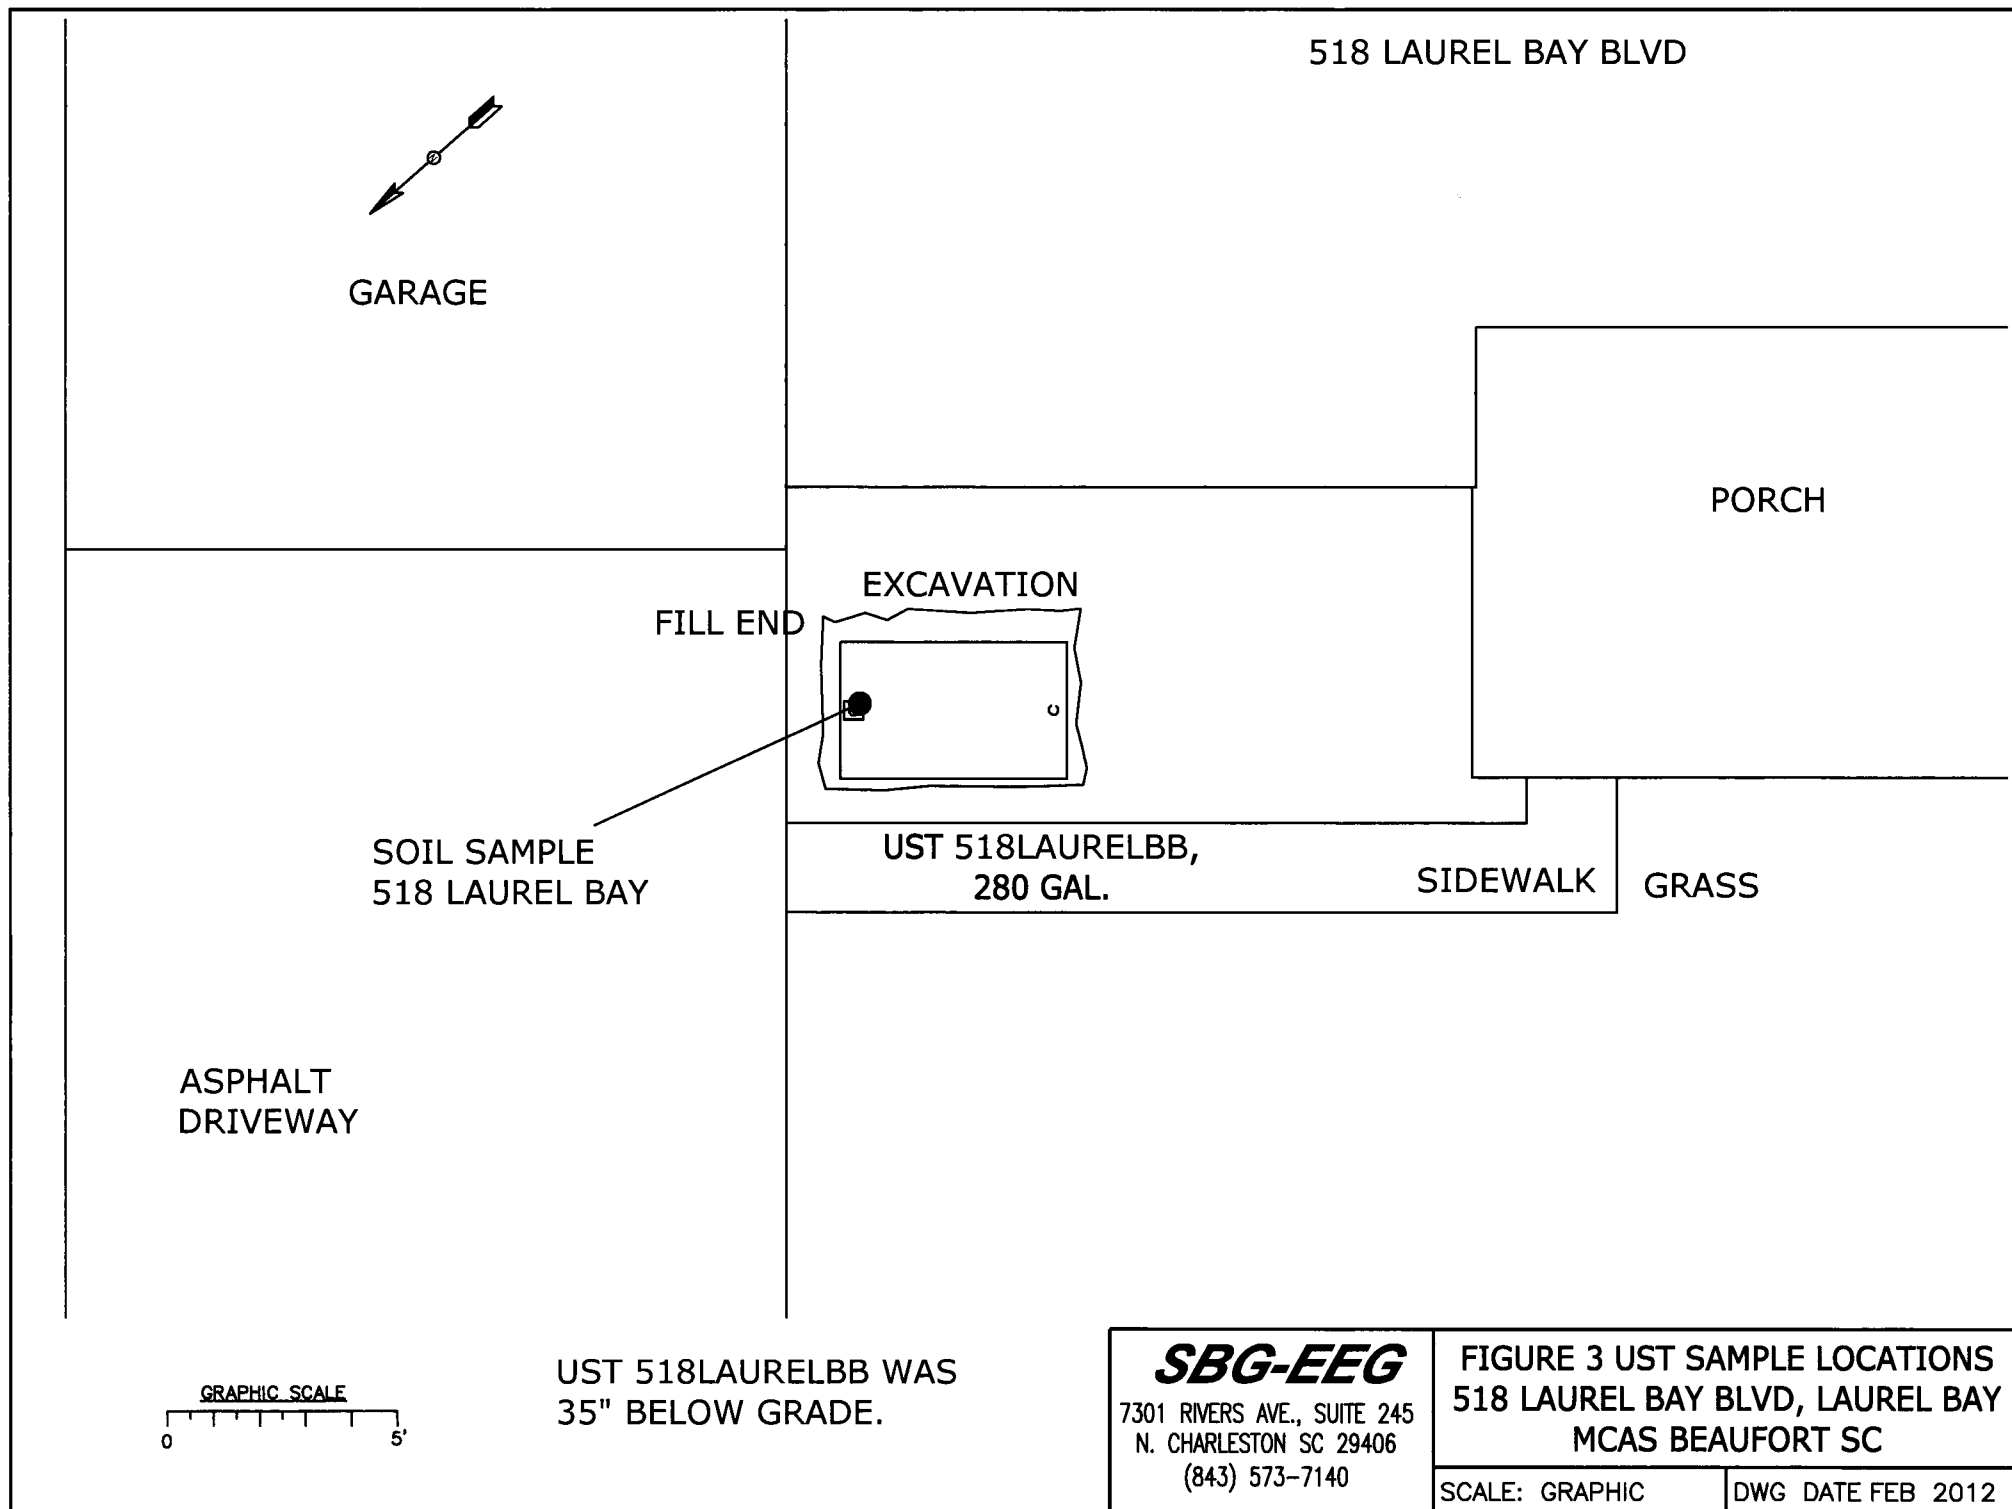 518 LAUREL BAY BLVD
GARAGE
PORCH
EXCAVATION
FILL END
C
SOIL SAMPLE
518 LAUREL BAY
UST 518LAURELBB,
280 GAL.
SIDEWALK
GRASS
ASPHALT
DRIVEWAY
GRAPHIC SCALE
0 5'
UST 518LAURELBB WAS
35" BELOW GRADE.
SBG-EEG
7301 RIVERS AVE., SUITE 245
N. CHARLESTON SC 29406
(843) 573-7140
FIGURE 3 UST SAMPLE LOCATIONS
518 LAUREL BAY BLVD, LAUREL BAY
MCAS BEAUFORT SC
SCALE: GRAPHIC
DWG DATE FEB 2012